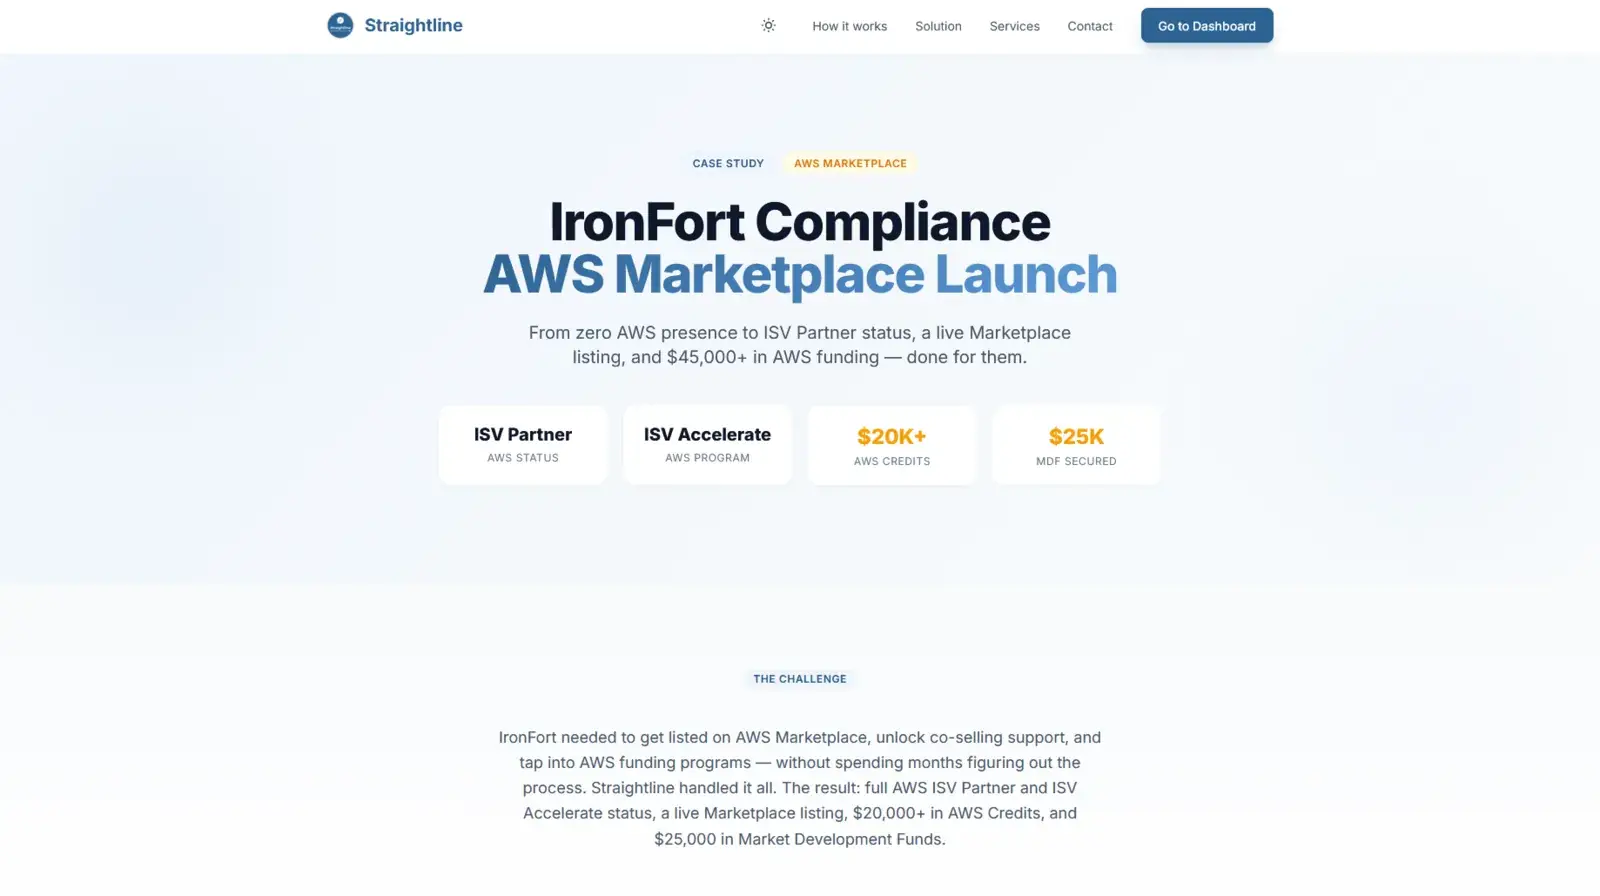 Straightline
How it works
Solution
Services
Contact
Go to Dashboard
CASE STUDY
AWS MARKETPLACE
IronFort Compliance
AWS Marketplace Launch
From zero AWS presence to ISV Partner status, a live Marketplace
listing, and $45,000+ in AWS funding — done for them.
ISV Partner
AWS STATUS
ISV Accelerate
AWS PROGRAM
$20K+
AWS CREDITS
$25K
MDF SECURED
THE CHALLENGE
IronFort needed to get listed on AWS Marketplace, unlock co-selling support, and
tap into AWS funding programs — without spending months figuring out the
process. Straightline handled it all. The result: full AWS ISV Partner and ISV
Accelerate status, a live Marketplace listing, $20,000+ in AWS Credits, and
$25,000 in Market Development Funds.